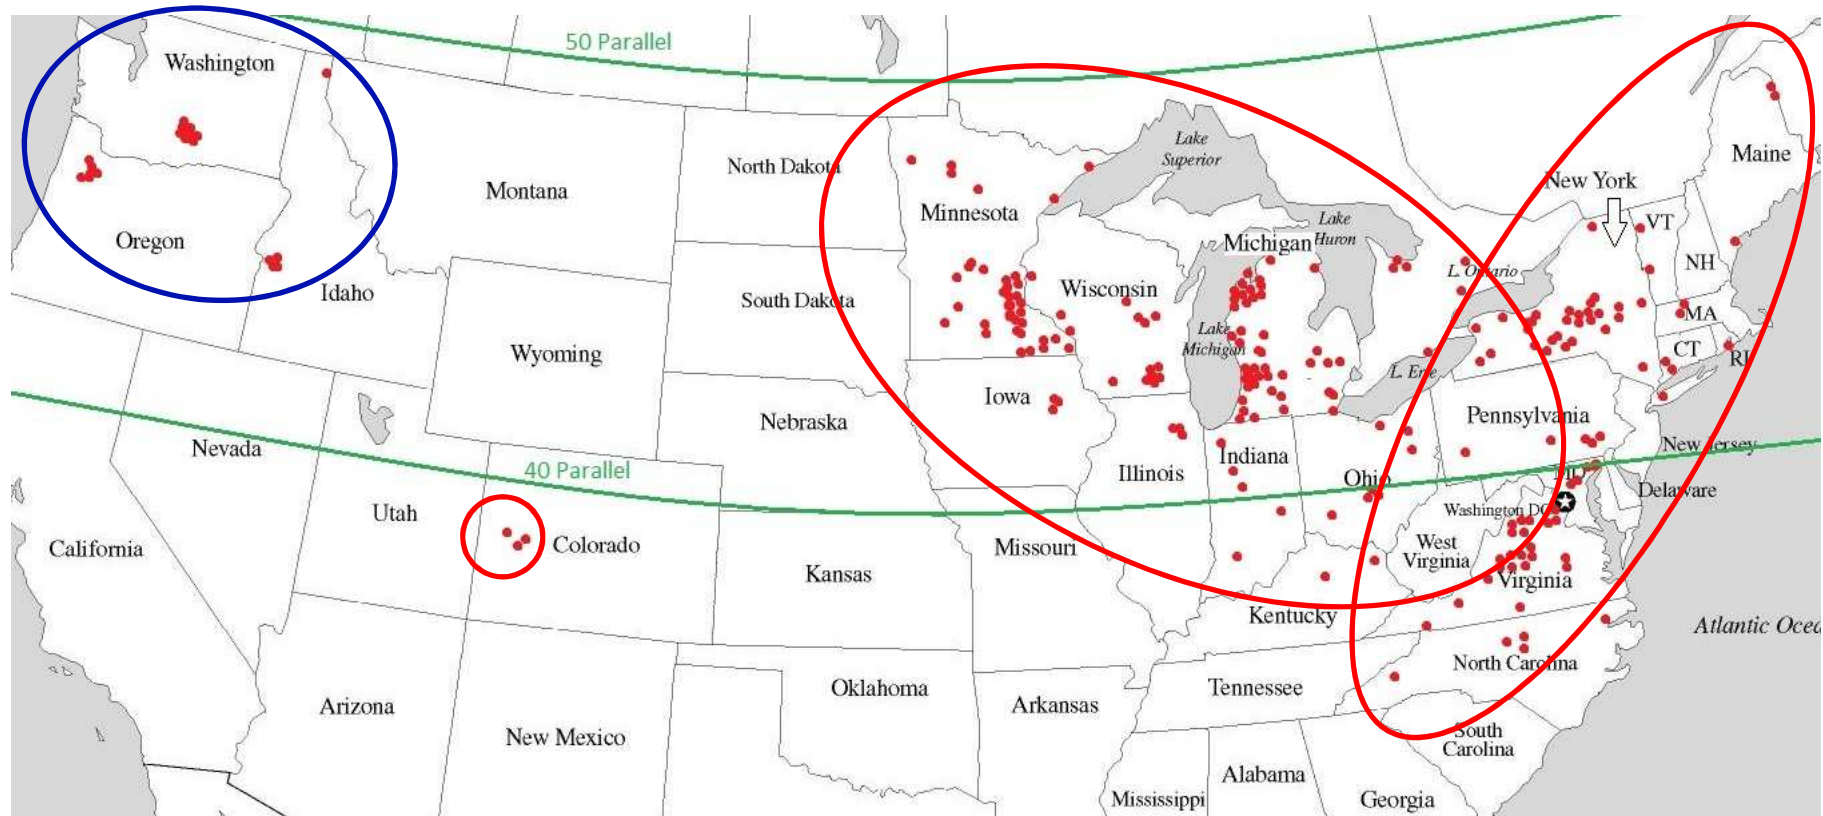 50 Parallel
Washington
Lake
Superior
North Dakota
Maine
New York
Montana
Minnesota
Lake
Huron
VT
Oregon
Michigan
L. Ontario
NH
Idaho
South Dakota
Wisconsin
MA
Lake
Michigan
Wyoming
CT
RI
L. Erie
Iowa
Nebraska
Pennsylvania
Nevada
New Jersey
40 Parallel
Illinois
Indiana
Ohio
Delaware
Utah
Washington DC
California
Colorado
Missouri
West
Virginia
Kansas
Virginia
Kentucky
Atlantic Ocea
North Carolina
Oklahoma
Tennessee
Arizona
Arkansas
New Mexico
South
Carolina
Alabama
Mississippi
Georgia